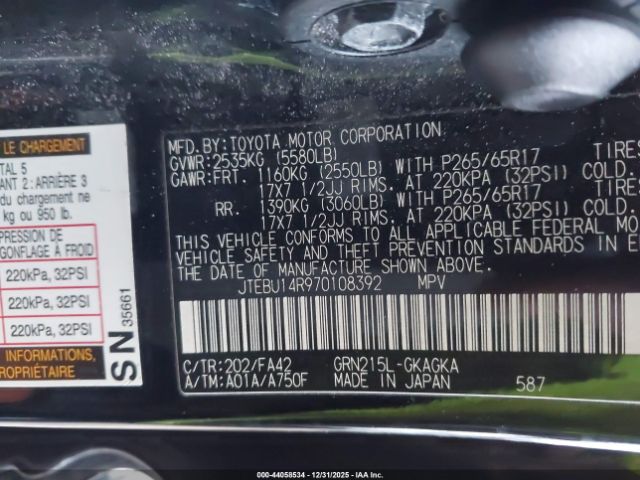 LE CHARGEMENT
TAL 5
ANT 2 : ARRIÈRE 3
du chargement ne
kg ou 950 lb.
PRESSION DE
GONFLAGE À FROID
220kPa, 32PSI
220kPa, 32PSI
220kPa, 32PSI
INFORMATIONS,
PROPRIÉTAIRE
SN 35661
MFD.BY:TOYOTA MOTOR CORPORATION
GVWR:2535KG (5580LB)
GAWR:FRT. 1160KG (2550LB) WITH P265/65R17 TIRES
17X7 1/2JJ RIMS. AT 220KPA (32PSI) COLD.
RR. 1390KG (3060LB) WITH P265/65R17 TIRES
17X7 1/2JJ RIMS. AT 220KPA (32PSI) COLD.
THIS VEHICLE CONFORMS TO ALL APPLICABLE FEDERAL MO
VEHICLE SAFETY AND THEFT PREVENTION STANDARDS IN E
THE DATE OF MANUFACTURE SHOWN ABOVE.
JTEBU14R970108392 MPV
C/TR:202/FA42 GRN215L-GKAGKA
A/TM:A01A/A750F MADE IN JAPAN 587
000-44058534 - 12/31/2025 - IAAI.COM